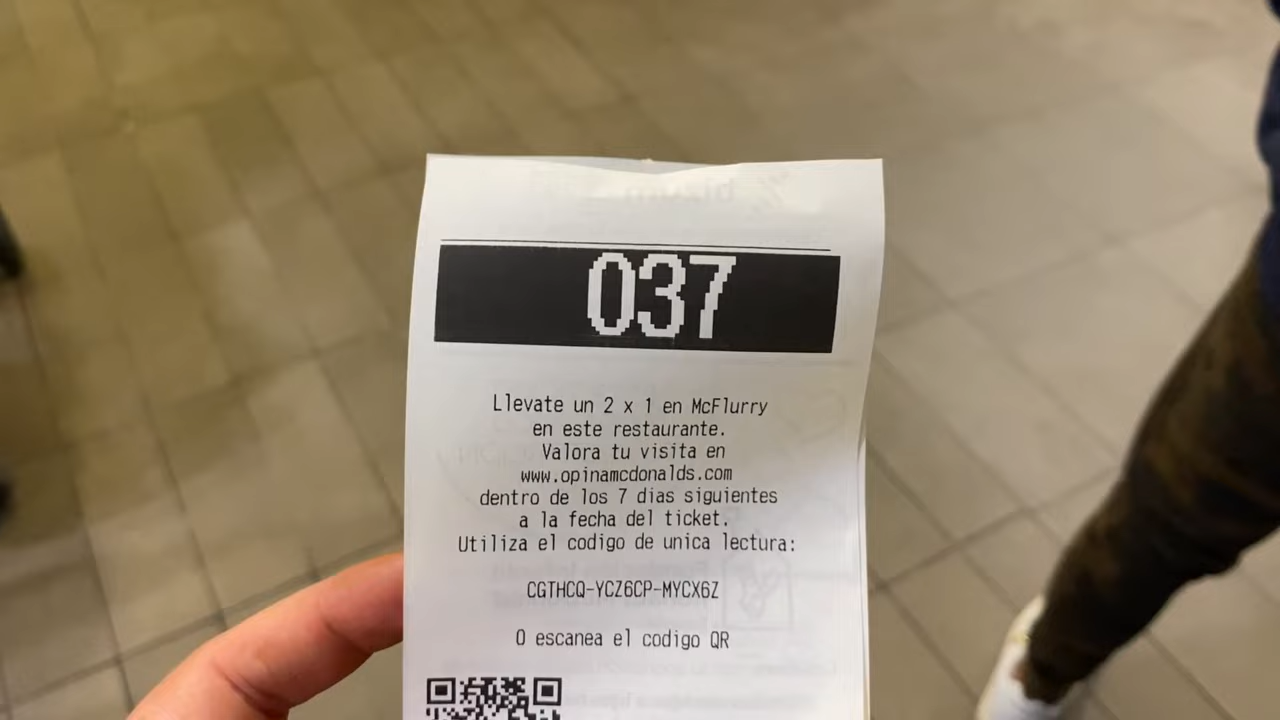 037
Llevate un 2 x 1 en McFlurry
en este restaurante.
Valora tu visita en
www.opinamcdonalds.com
dentro de los 7 dias siguientes
a la fecha del ticket.
Utiliza el codigo de unica lectura:
CGTHCQ-YCZ6CP-MYCX6Z
O escanea el codigo QR